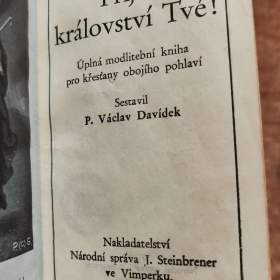 království Tvé!
Úplná modlitební kniha
pro křesťany obojího pohlaví
Sestavil
P. Václav Davídek
Nakladatelství
Národní správa J. Steinbrener
ve Vimperku.